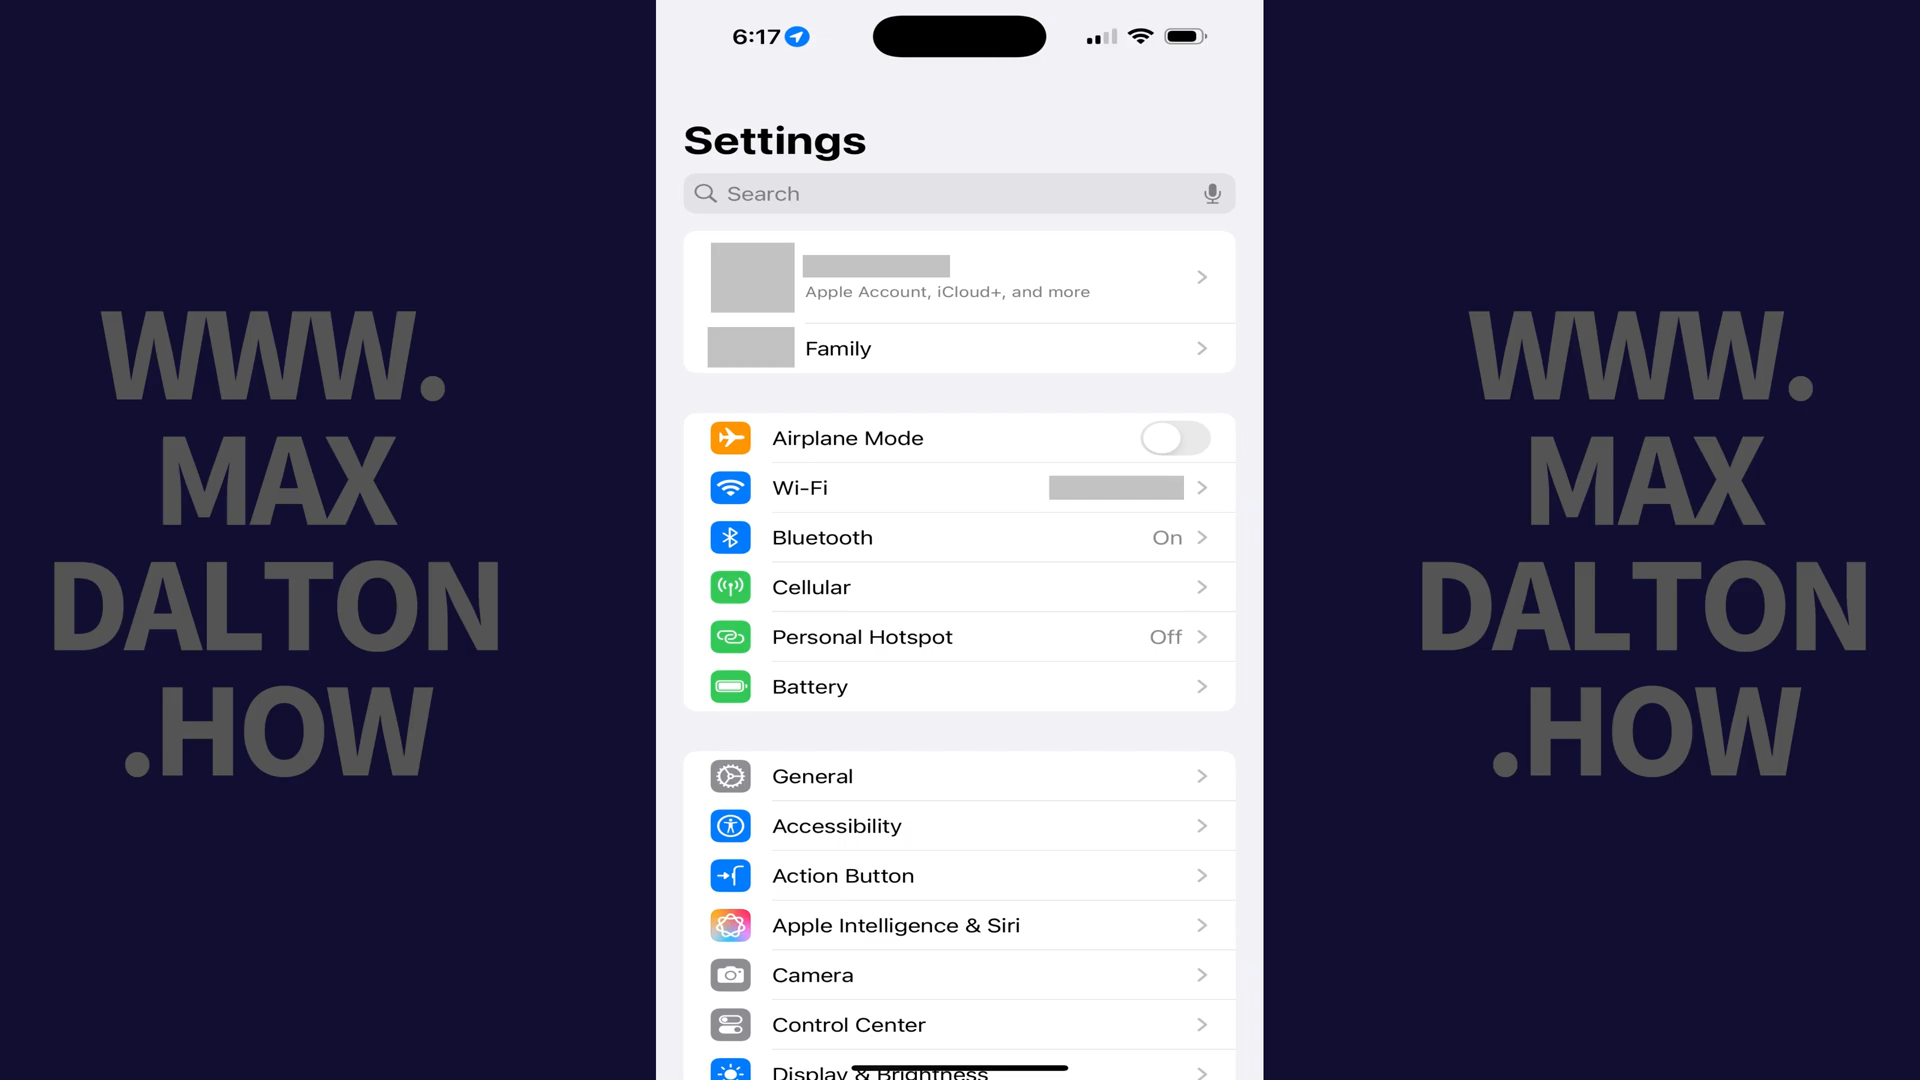 WWW.
MAX
DALTON
.HOW
6:17
Settings
Search
Apple Account, iCloud+, and more
Family
Airplane Mode
Wi-Fi
Bluetooth On
Cellular
Personal Hotspot Off
Battery
General
Accessibility
Action Button
Apple Intelligence & Siri
Camera
Control Center
Display & Brightness
WWW.
MAX
DALTON
.HOW